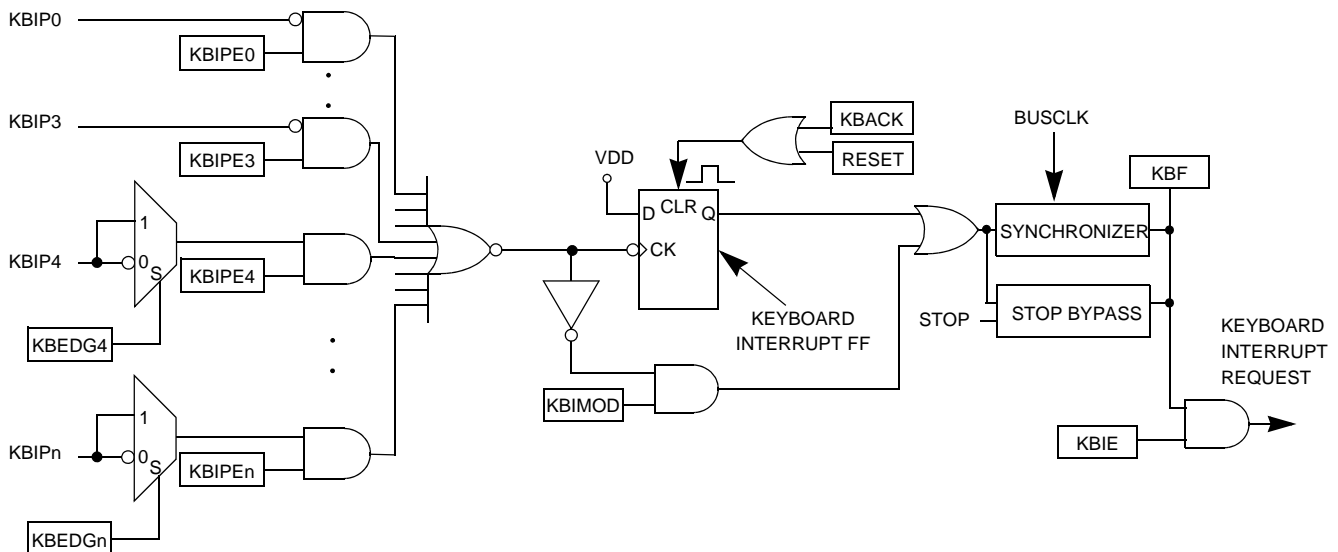 KBIP0
KBIPE0
KBIP3
KBIPE3
KBACK
RESET
BUSCLK
VDD
KBF
D
CLR
Q
1
0
S
KBIP4
KBIPE4
CK
SYNCHRONIZER
KBEDG4
STOP
STOP BYPASS
KEYBOARD
INTERRUPT FF
KEYBOARD
INTERRUPT
REQUEST
KBIMOD
1
0
S
KBIPn
KBIPEn
KBIE
KBEDGn